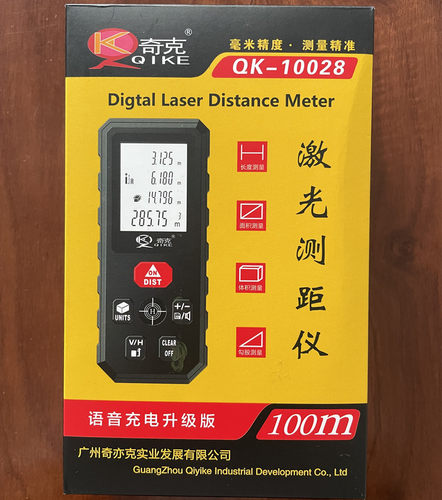 奇克®
QIKE
毫米精度·测量精准
QK-10028
Digtal Laser Distance Meter
3.125 m
6.180 m
14.796 m
285.75 m³
奇克®
QIKE
ON
DIST
UNITS
+/-
V/H
CLEAR
OFF
长度测量
面积测量
体积测量
勾股测量
激光测距仪
语音充电升级版
100m
广州奇亦克实业发展有限公司
GuangZhou Qiyike Industrial Development Co., Ltd